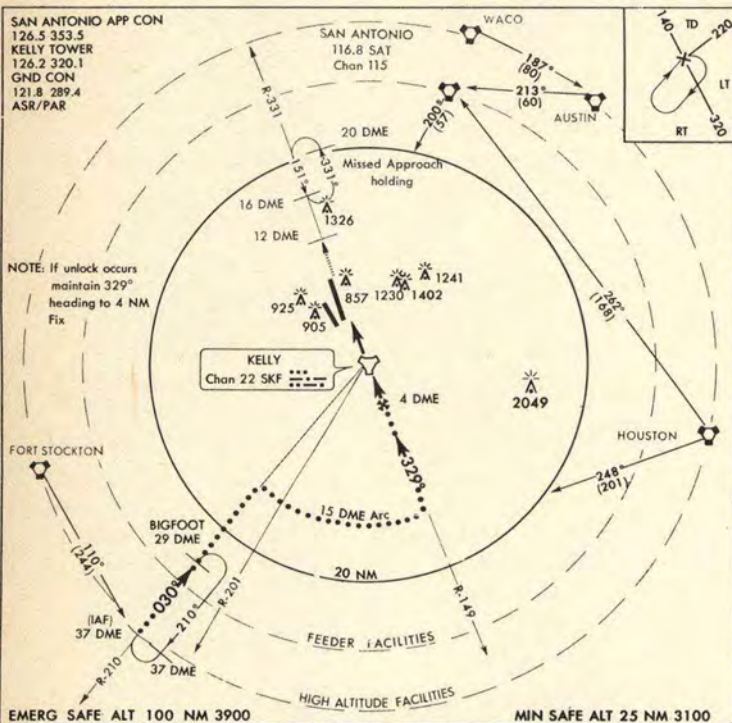 SAN ANTONIO APP CON
126.5 353.5
KELLY TOWER
126.2 320.1
GND CON
121.8 289.4
ASR/PAR
SAN ANTONIO
116.8 SAT
Chan 115
WACO
187°
(80)
213°
(60)
AUSTIN
140
TD
220
LT
RT
320
R-331
200°
(57)
20 DME
Missed Approach
holding
151°
331°
16 DME
1326
12 DME
NOTE: If unlock occurs
maintain 329°
heading to 4 NM
Fix
925
905
857
1230
1402
1241
262°
(168)
KELLY
Chan 22 SKF
4 DME
2049
HOUSTON
248°
(201)
FORT STOCKTON
329°
15 DME Arc
BIGFOOT
29 DME
110°
(244)
030°
210°
R-201
20 NM
R-149
(IAF)
37 DME
37 DME
R-210
FEEDER FACILITIES
HIGH ALTITUDE FACILITIES
EMERG SAFE ALT 100 NM 3900
MIN SAFE ALT 25 NM 3100